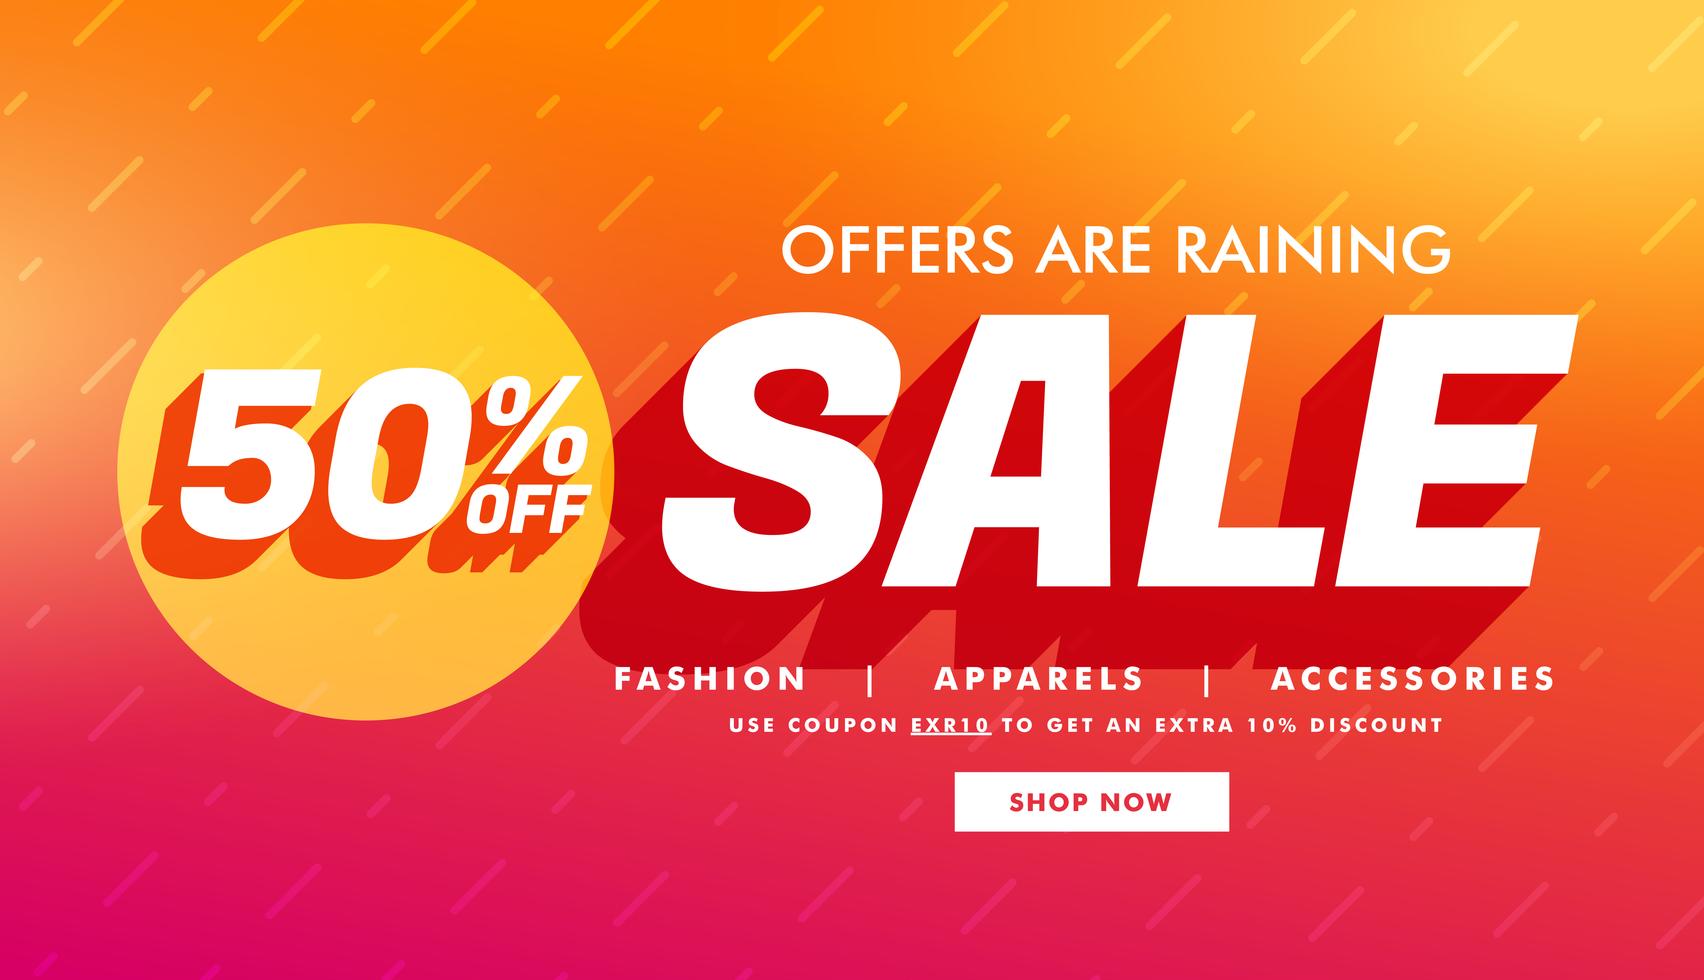 OFFERS ARE RAINING
50%
OFF
SALE
FASHION | APPARELS | ACCESSORIES
USE COUPON EXR10 TO GET AN EXTRA 10% DISCOUNT
SHOP NOW